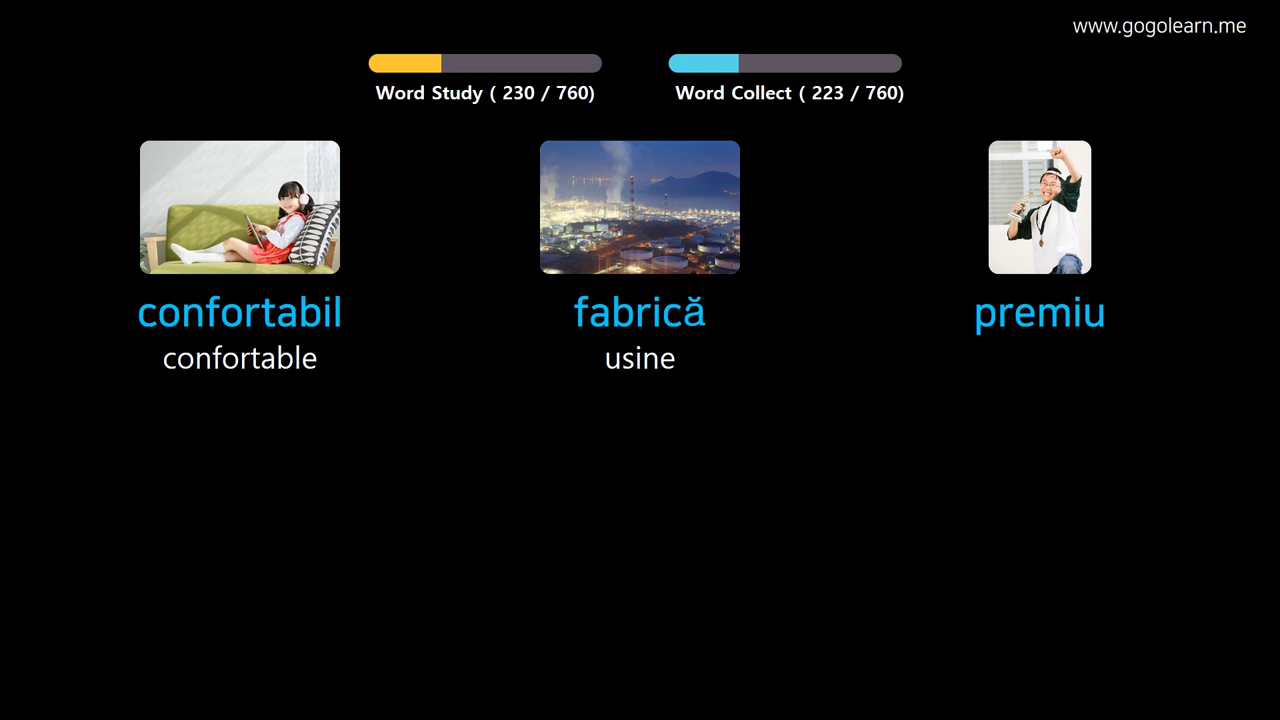 www.gogolearn.me
Word Study ( 230 / 760)
Word Collect ( 223 / 760)
confortabil
confortable
fabrică
usine
premiu